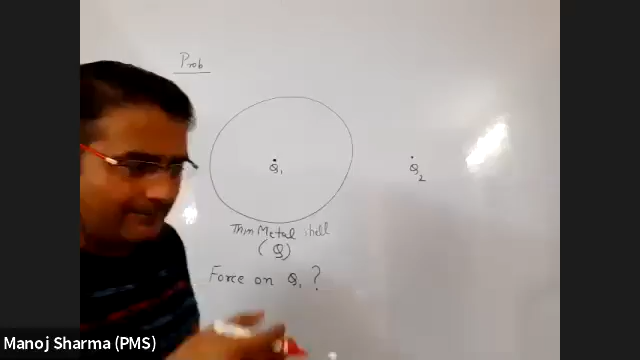 Prob
Q1
Q2
Thin Metal shell
(Q)
Force on Q1 ?
Manoj Sharma (PMS)